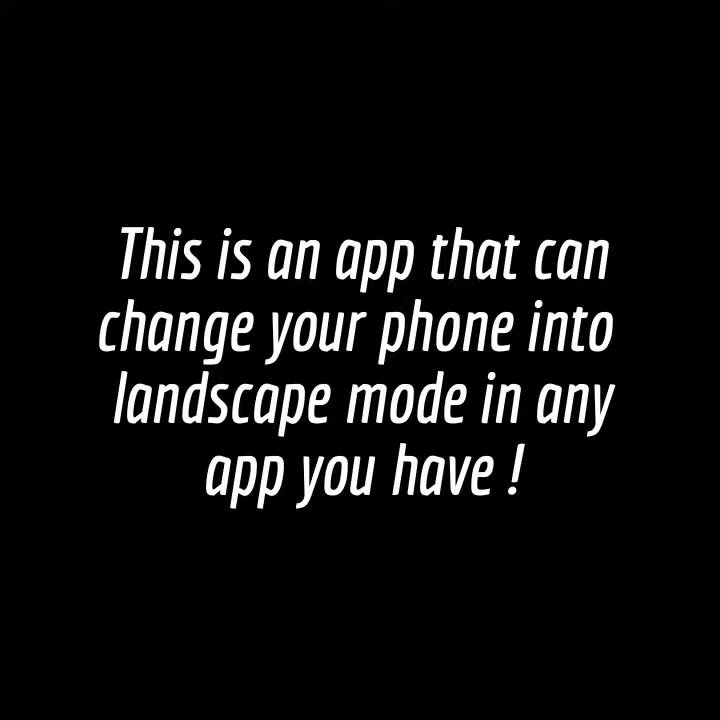 This is an app that can
change your phone into
landscape mode in any
app you have !